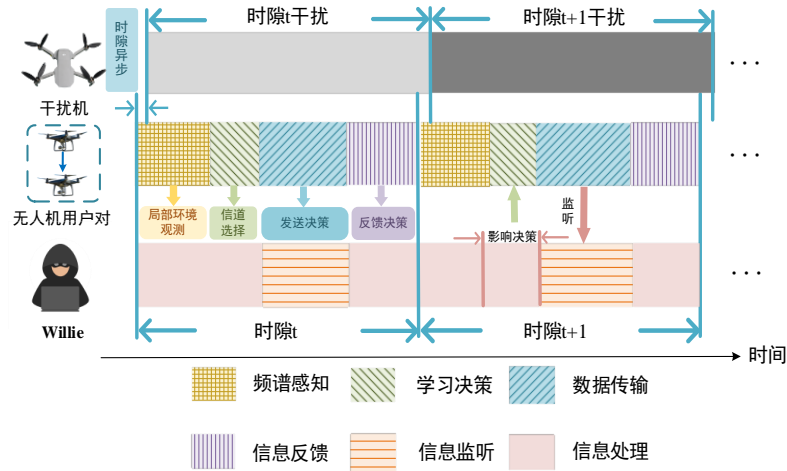 时隙t干扰
时隙t+1干扰
时隙异步
...
干扰机
...
无人机用户对
局部环境
观测
信道
选择
发送决策
反馈决策
监听
影响决策
...
Willie
时隙t
时隙t+1
时间
频谱感知
学习决策
数据传输
信息反馈
信息监听
信息处理